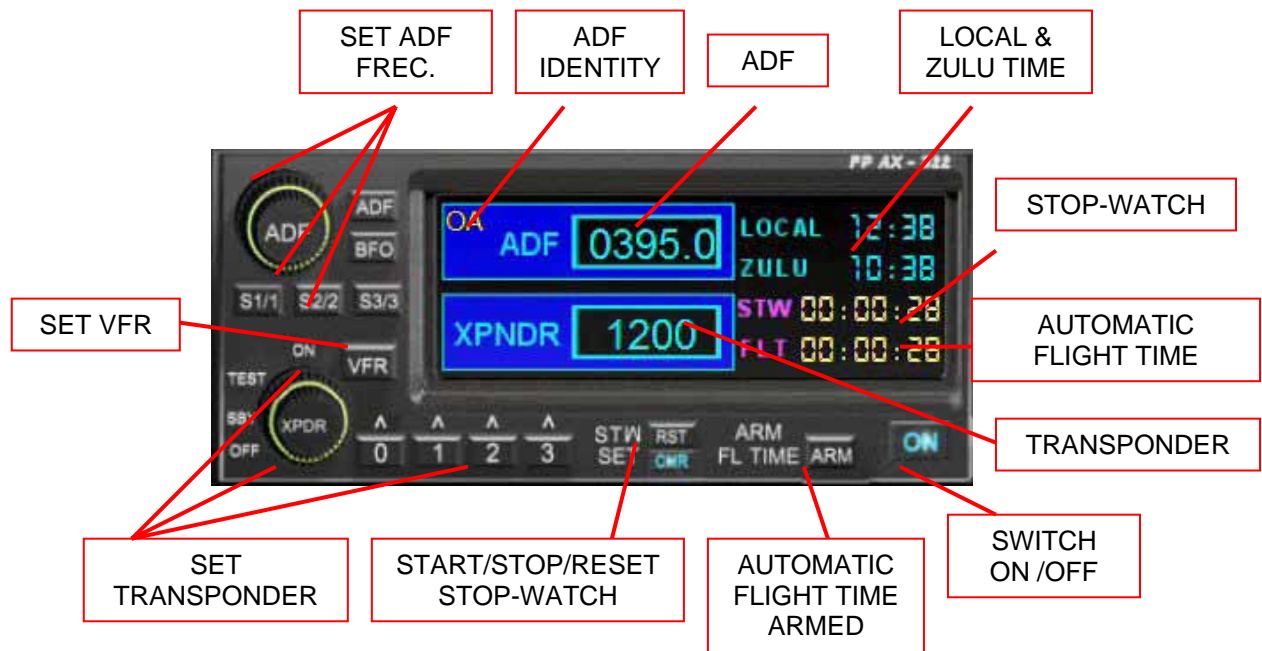 SET ADF
FREC.
ADF
IDENTITY
ADF
LOCAL &
ZULU TIME
STOP-WATCH
SET VFR
AUTOMATIC
FLIGHT TIME
TRANSPONDER
SET
TRANSPONDER
START/STOP/RESET
STOP-WATCH
AUTOMATIC
FLIGHT TIME
ARMED
SWITCH
ON /OFF
ADF
ADF
BFO
S1/1 S2/2 S3/3
ON
VFR
TEST
SBY
OFF
XPDR
OA
ADF 0395.0
LOCAL 12:38
ZULU 10:38
XPNDR 1200
STW 00:00:28
FLT 00:00:28
^ ^ ^ ^
0 1 2 3
STW
SET
RST
ARM
FL TIME
ARM
ON